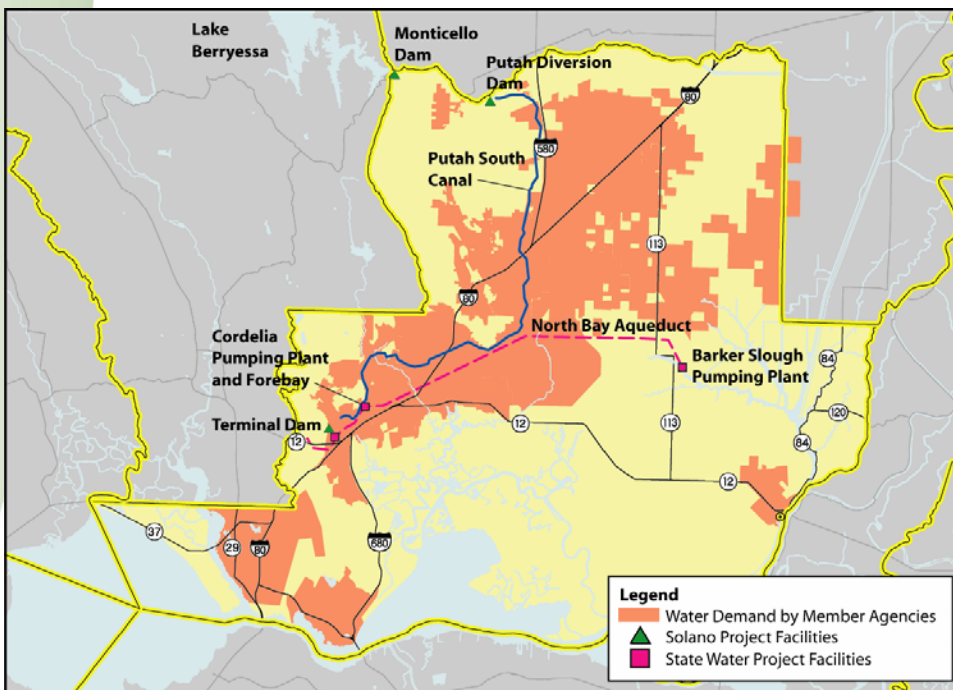 Lake
Berryessa
Monticello
Dam
Putah Diversion
Dam
80
580
Putah South
Canal
113
80
North Bay Aqueduct
Cordelia
Pumping Plant
and Forebay
Barker Slough
Pumping Plant
84
Terminal Dam
12
12
113
120
84
12
37
29
80
680
Legend
Water Demand by Member Agencies
Solano Project Facilities
State Water Project Facilities